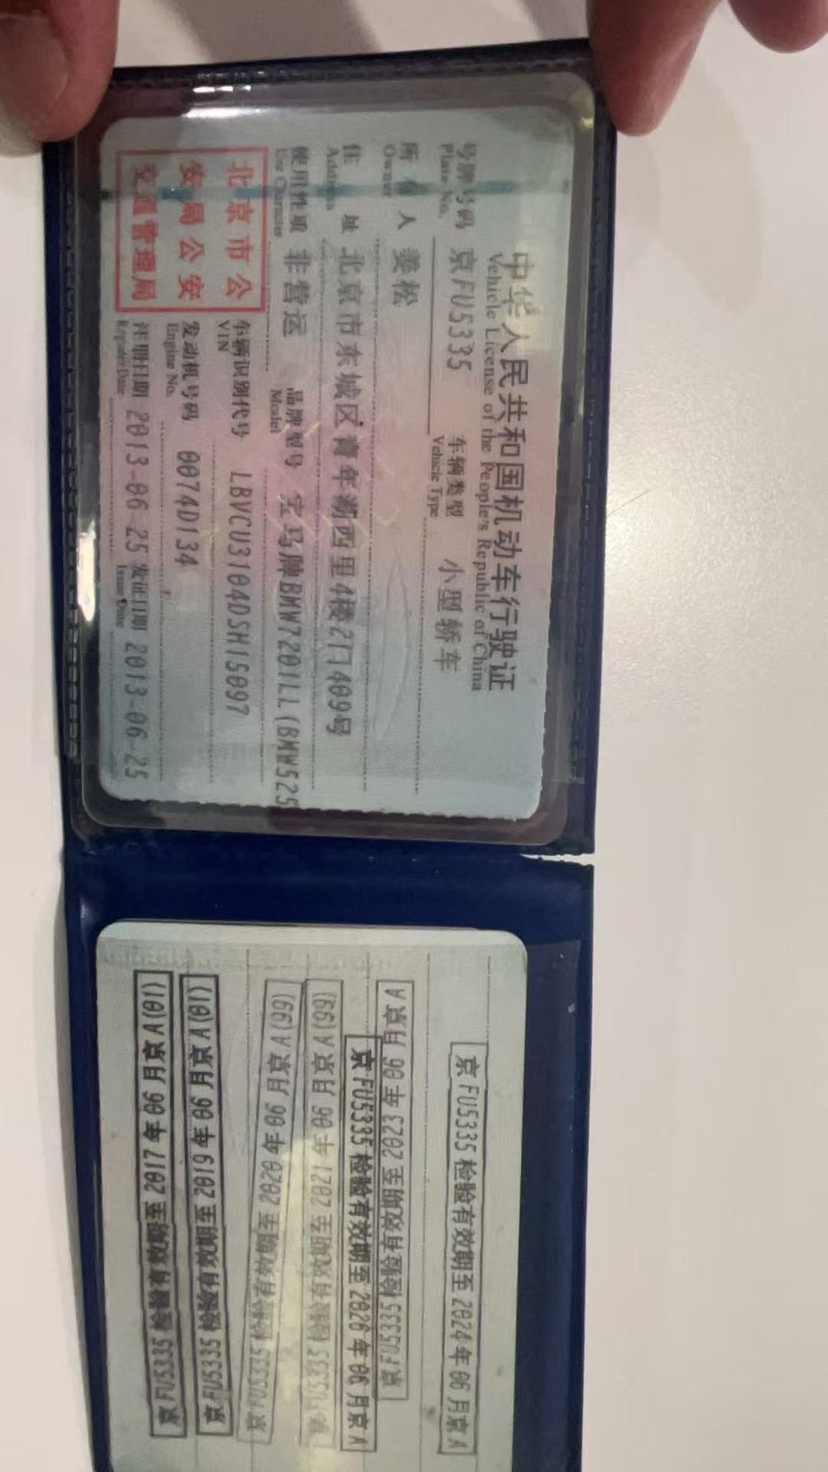 中华人民共和国机动车行驶证
Vehicle License of the People's Republic of China
号牌号码 京FU5335 车辆类型 小型轿车
Plate No. Vehicle Type
所有人 姜松
Owner
住址 北京市东城区青年湖西里4楼2门409号
Address
使用性质 非营运 品牌型号 宝马牌BMW7201LL(BMW525
Use Character Model
北京市公
安局公安
交通管理局
车辆识别代号 LBVCU3104DSH15097
VIN
发动机号码 0074D134
Engine No.
注册日期 2013-06-25 发证日期 2013-06-25
Register Date Issue Date
京FU5335检验有效期至2024年06月京A
京FU5335检验有效期至2023年06月京A
京FU5335检验有效期至2026年06月京A
京FU5335检验有效期至2021年06月京A(99)
京FU5335检验有效期至2020年06月京A(99)
京FU5335检验有效期至2019年06月京A(01)
京FU5335检验有效期至2017年06月京A(01)